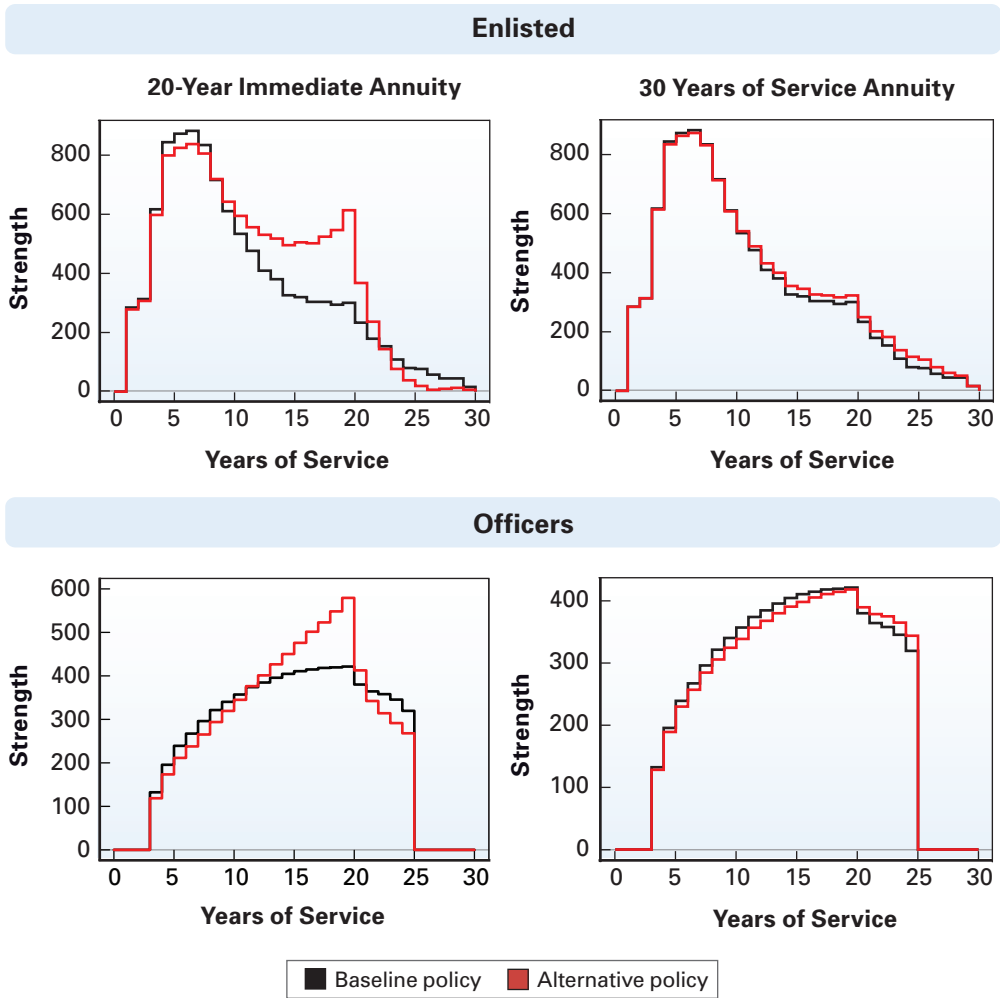 Enlisted
20-Year Immediate Annuity
30 Years of Service Annuity
Strength
800
600
400
200
0
0 5 10 15 20 25 30
Years of Service
Strength
800
600
400
200
0
0 5 10 15 20 25 30
Years of Service
Officers
Strength
600
500
400
300
200
100
0
0 5 10 15 20 25 30
Years of Service
Strength
400
300
200
100
0
0 5 10 15 20 25 30
Years of Service
Baseline policy Alternative policy